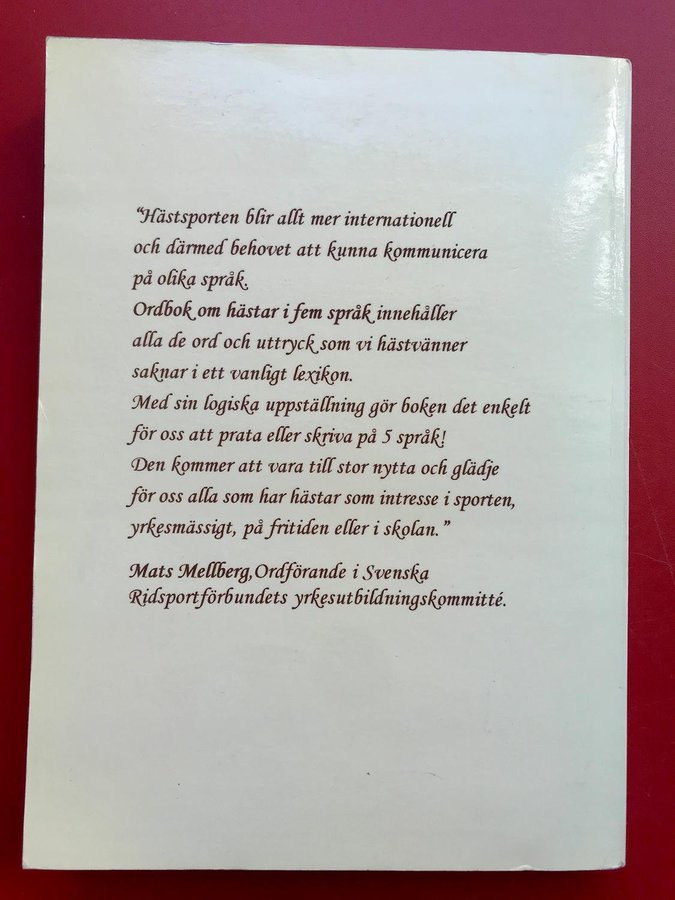 “Hästsporten blir allt mer internationell
och därmed behovet att kunna kommunicera
på olika språk.
Ordbok om hästar i fem språk innehåller
alla de ord och uttryck som vi hästvänner
saknar i ett vanligt lexikon.
Med sin logiska uppställning gör boken det enkelt
för oss att prata eller skriva på 5 språk!
Den kommer att vara till stor nytta och glädje
för oss alla som har hästar som intresse i sporten,
yrkesmässigt, på fritiden eller i skolan.”
Mats Mellberg,Ordförande i Svenska
Ridsportförbundets yrkesutbildningskommitté.